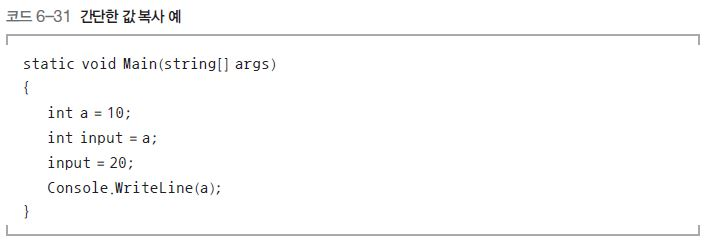 코드 6-31 간단한 값 복사 예
static void Main(string[] args)
{
int a = 10;
int input = a;
input = 20;
Console.WriteLine(a);
}